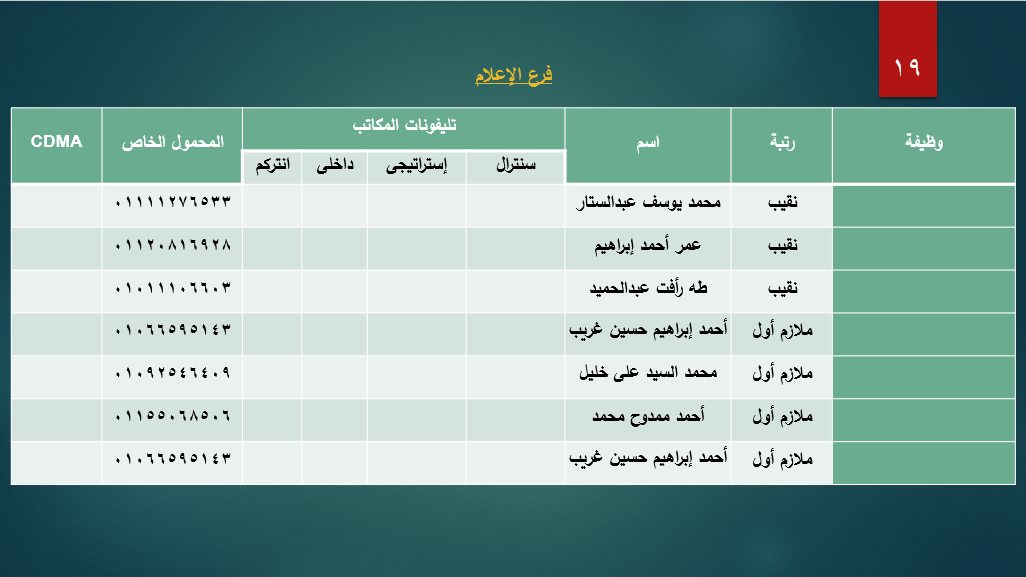 ١٩
فرع الإعلام
وظيفة رتبة اسم تليفونات المكاتب المحمول الخاص CDMA
سنترال إستراتيجى داخلى انتركم
نقيب محمد يوسف عبدالستار ٠١١١١٢٧٦٥٣٣
نقيب عمر أحمد إبراهيم ٠١١٢٠٨١٦٩٢٨
نقيب طه رأفت عبدالحميد ٠١٠١١١٠٦٦٠٣
ملازم أول أحمد إبراهيم حسين غريب ٠١٠٦٦٥٩٥١٤٣
ملازم أول محمد السيد على خليل ٠١٠٩٢٥٤٦٤٠٩
ملازم أول أحمد ممدوح محمد ٠١١٥٥٠٦٨٥٠٦
ملازم أول أحمد إبراهيم حسين غريب ٠١٠٦٦٥٩٥١٤٣